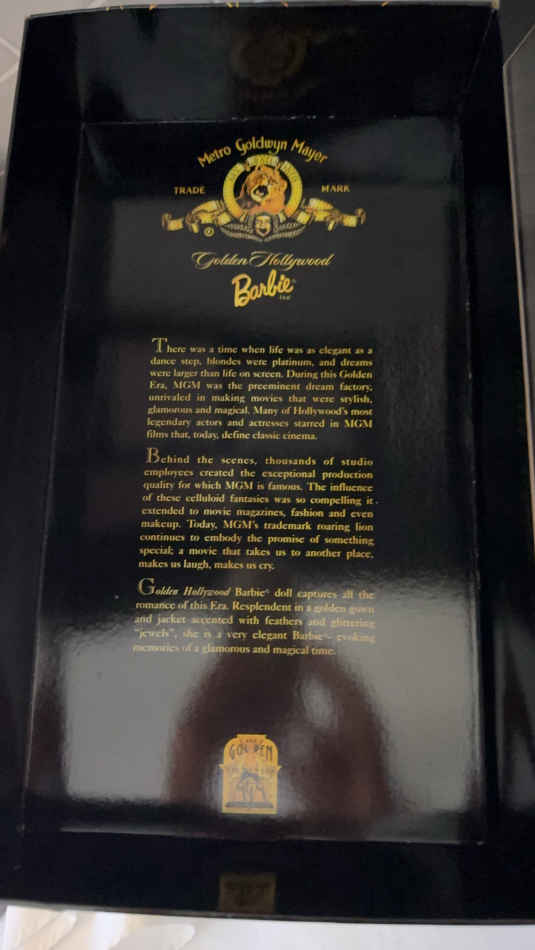 Metro Goldwyn Mayer
TRADE MARK
®
Golden Hollywood
Barbie®
There was a time when life was as elegant as a
dance step, blondes were platinum, and dreams
were larger than life on screen. During this Golden
Era, MGM was the preeminent dream factory,
unrivaled in making movies that were stylish,
glamorous and magical. Many of Hollywood's most
legendary actors and actresses starred in MGM
films that, today, define classic cinema.
Behind the scenes, thousands of studio
employees created the exceptional production
quality for which MGM is famous. The influence
of these celluloid fantasies was so compelling it
extended to movie magazines, fashion and even
makeup. Today, MGM's trademark roaring lion
continues to embody the promise of something
special; a movie that takes us to another place,
makes us laugh, makes us cry.
Golden Hollywood Barbie® doll captures all the
romance of this Era. Resplendent in a golden gown
and jacket accented with feathers and glittering
"jewels", she is a very elegant Barbie®- evoking
memories of a glamorous and magical time.
GOLDEN
MGM